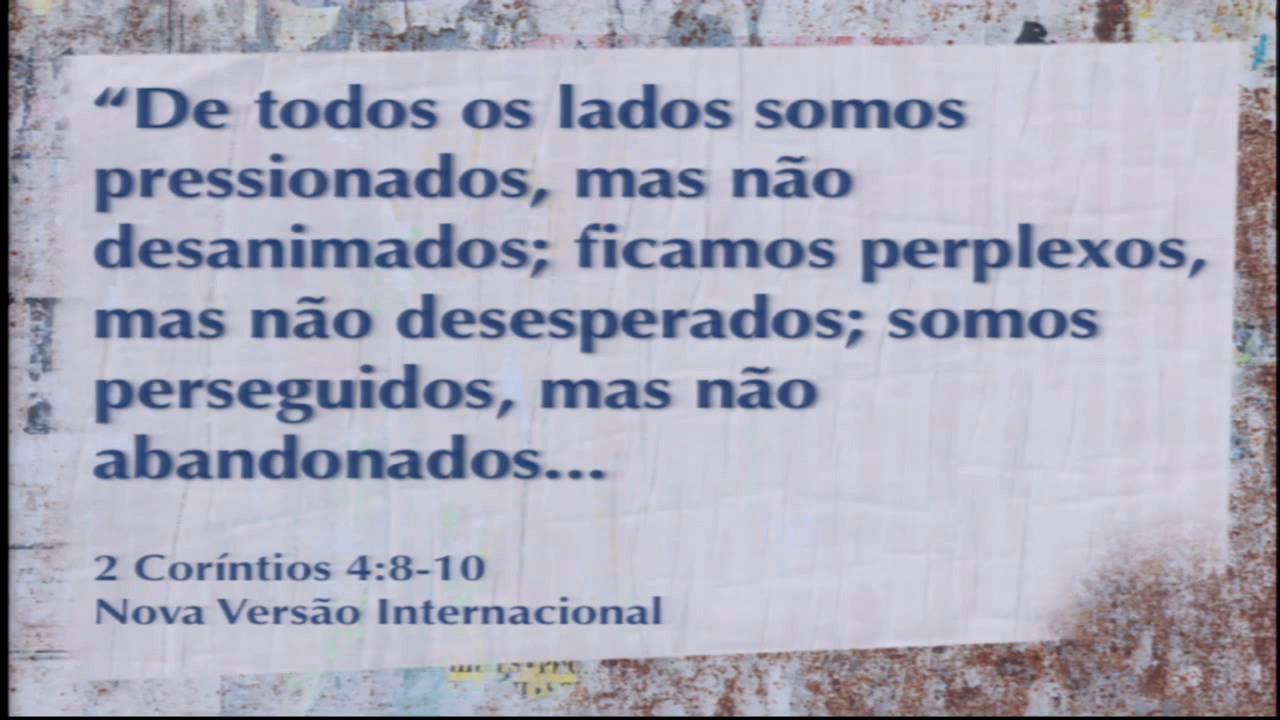 “De todos os lados somos
pressionados, mas não
desanimados; ficamos perplexos,
mas não desesperados; somos
perseguidos, mas não
abandonados...
2 Coríntios 4:8-10
Nova Versão Internacional